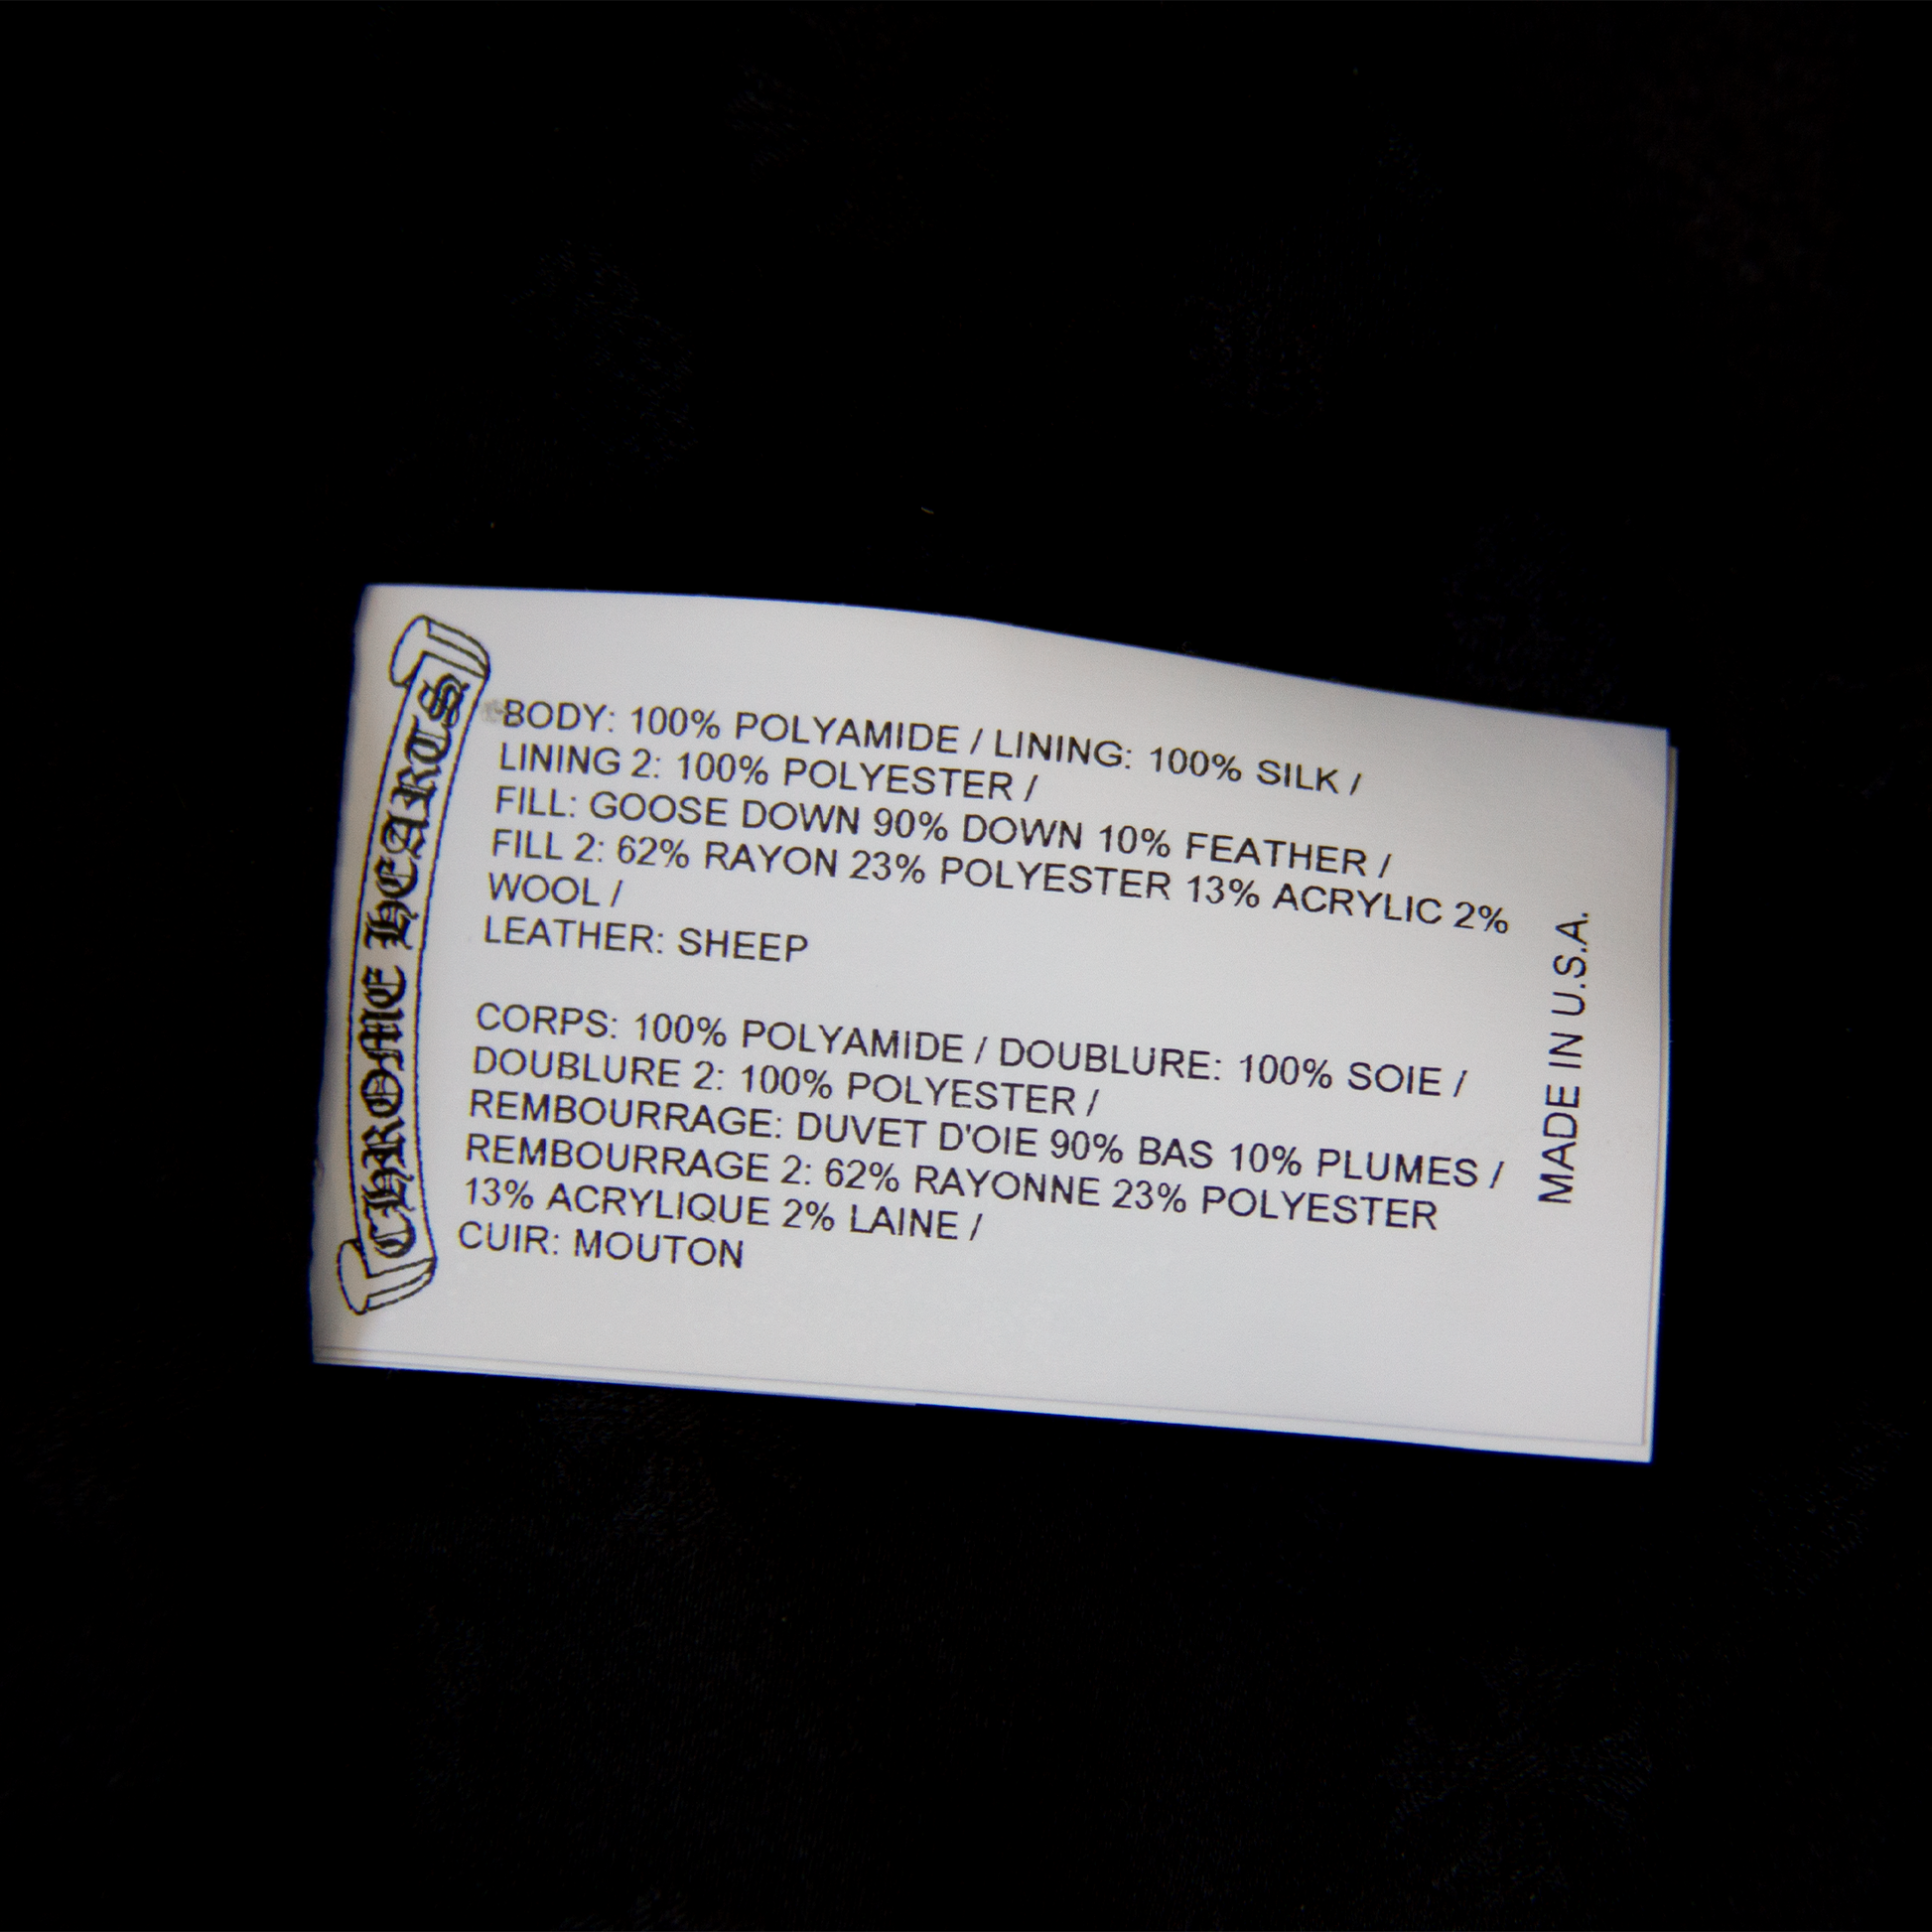 CHROME HEARTS
BODY: 100% POLYAMIDE / LINING: 100% SILK /
LINING 2: 100% POLYESTER /
FILL: GOOSE DOWN 90% DOWN 10% FEATHER /
FILL 2: 62% RAYON 23% POLYESTER 13% ACRYLIC 2%
WOOL /
LEATHER: SHEEP
CORPS: 100% POLYAMIDE / DOUBLURE: 100% SOIE /
DOUBLURE 2: 100% POLYESTER /
REMBOURRAGE: DUVET D'OIE 90% BAS 10% PLUMES /
REMBOURRAGE 2: 62% RAYONNE 23% POLYESTER
13% ACRYLIQUE 2% LAINE /
CUIR: MOUTON
MADE IN U.S.A.